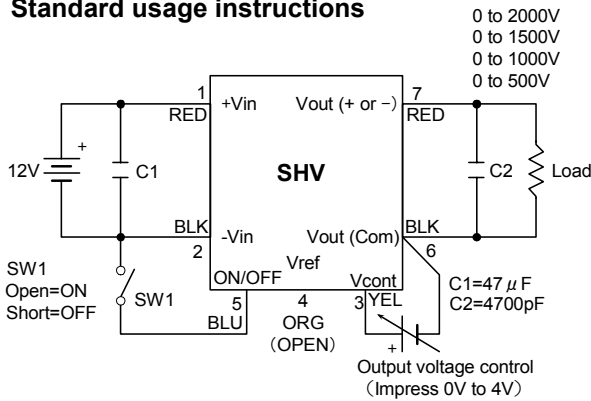 Standard usage instructions
0 to 2000V
0 to 1500V
0 to 1000V
0 to 500V
1
7
+Vin
Vout (+ or −)
RED
RED
+
12V
C1
SHV
C2
Load
BLK
BLK
2
-Vin
Vout (Com)
6
Vref
SW1
Open=ON
Short=OFF
SW1
ON/OFF
Vcont
C1=47 μ F
C2=4700pF
5
4
3
YEL
BLU
ORG
(OPEN)
+
Output voltage control
(Impress 0V to 4V)